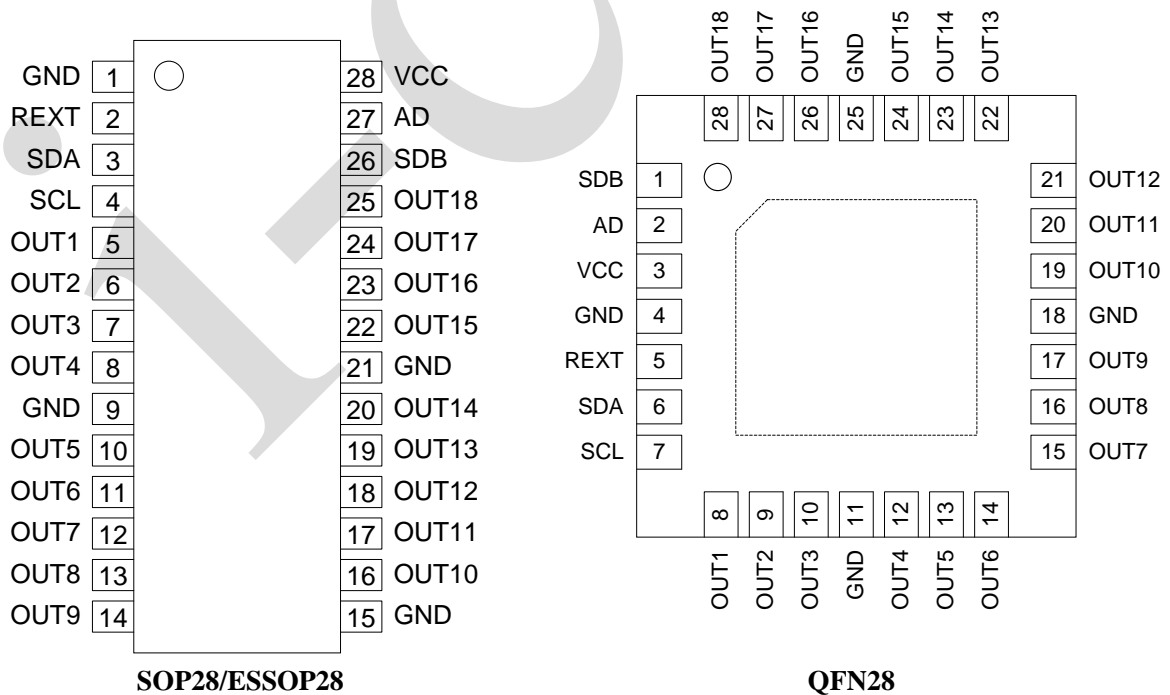 GND 1 28 VCC
REXT 2 27 AD
SDA 3 26 SDB
SCL 4 25 OUT18
OUT1 5 24 OUT17
OUT2 6 23 OUT16
OUT3 7 22 OUT15
OUT4 8 21 GND
GND 9 20 OUT14
OUT5 10 19 OUT13
OUT6 11 18 OUT12
OUT7 12 17 OUT11
OUT8 13 16 OUT10
OUT9 14 15 GND
SOP28/ESSOP28
OUT18 OUT17 OUT16 GND OUT15 OUT14 OUT13
28 27 26 25 24 23 22
SDB 1 21 OUT12
AD 2 20 OUT11
VCC 3 19 OUT10
GND 4 18 GND
REXT 5 17 OUT9
SDA 6 16 OUT8
SCL 7 15 OUT7
8 9 10 11 12 13 14
OUT1 OUT2 OUT3 GND OUT4 OUT5 OUT6
QFN28